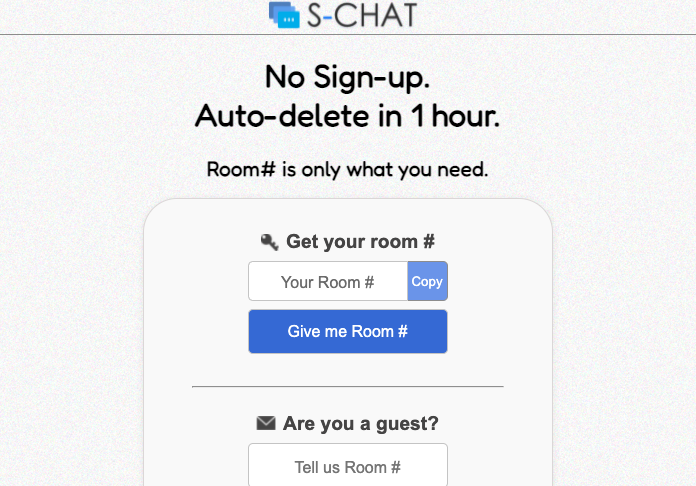 S-CHAT
No Sign-up.
Auto-delete in 1 hour.
Room# is only what you need.
Get your room #
Your Room #
Copy
Give me Room #
Are you a guest?
Tell us Room #